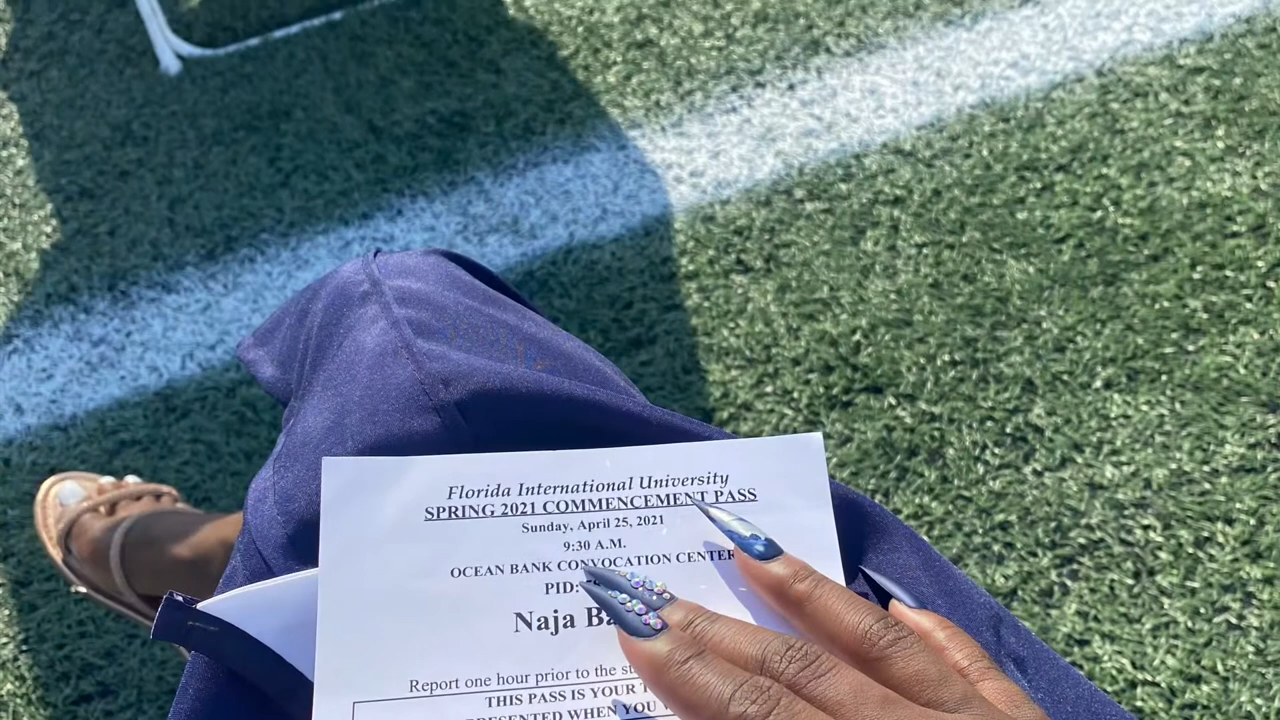 Florida International University
SPRING 2021 COMMENCEMENT PASS
Sunday, April 25, 2021
9:30 A.M.
OCEAN BANK CONVOCATION CENTER
PID:
Naja
Report one hour prior to the
THIS PASS IS YOUR
WHEN YOU